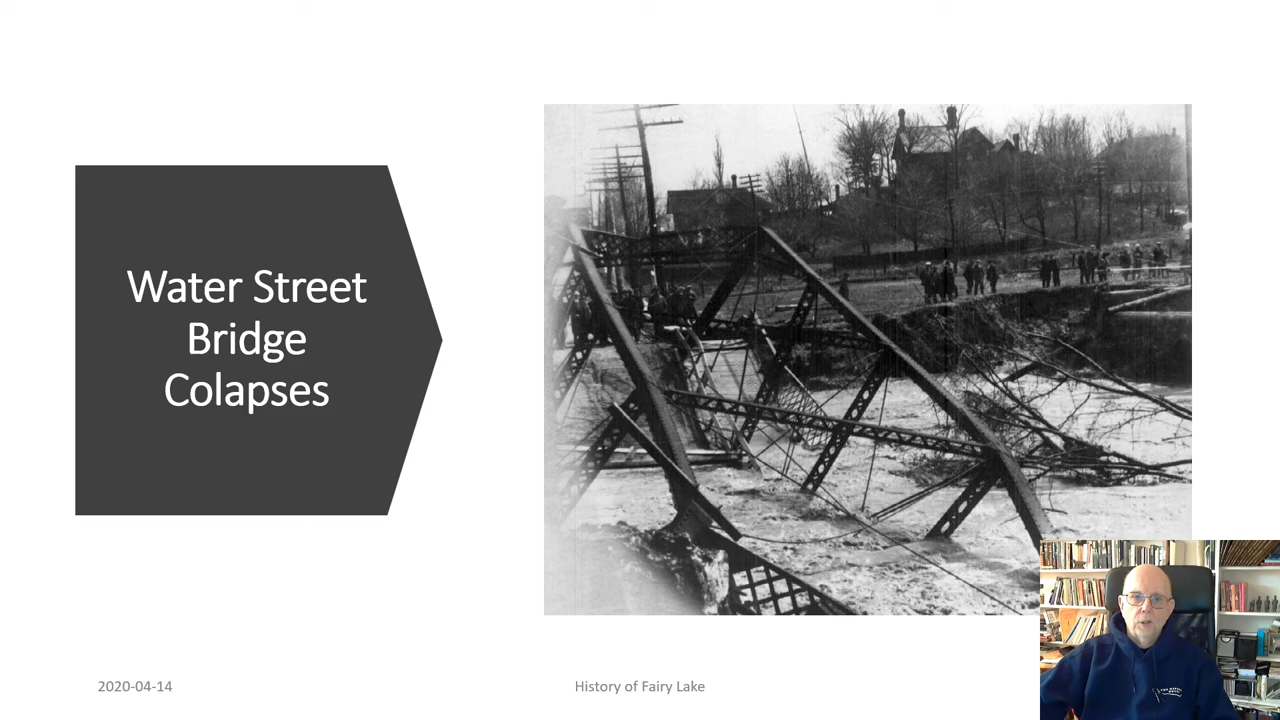 Water Street
Bridge
Colapses
2020-04-14
History of Fairy Lake